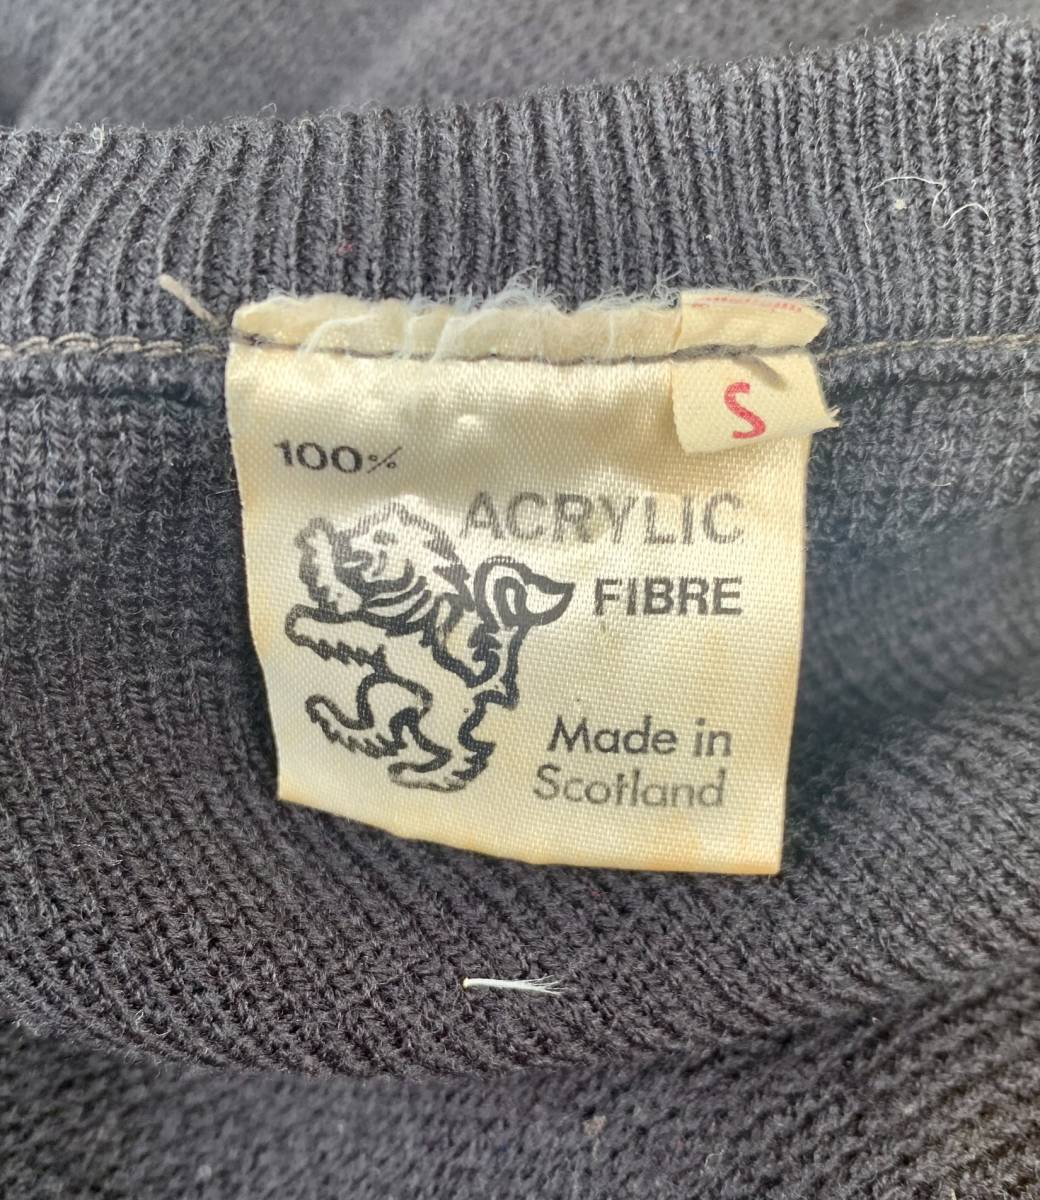 S
100%
ACRYLIC
FIBRE
Made in
Scotland